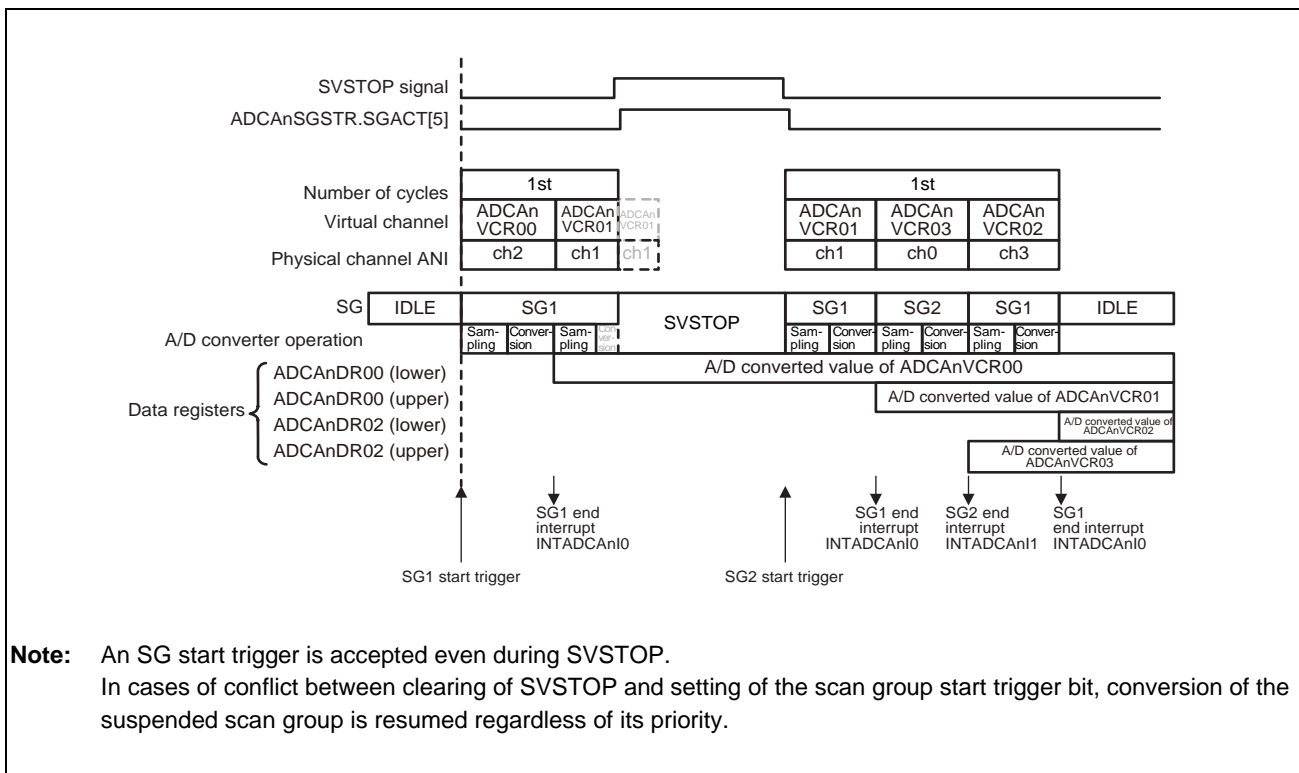 SVSTOP signal
ADCAnSGSTR.SGACT[5]
Number of cycles
1st
1st
Virtual channel
ADCAn
VCR00
ADCAn
VCR01
ADCAn
VCR01
ADCAn
VCR01
ADCAn
VCR03
ADCAn
VCR02
Physical channel ANI
ch2
ch1
ch1
ch1
ch0
ch3
SG
IDLE
SG1
SVSTOP
SG1
SG2
SG1
IDLE
A/D converter operation
Sam-
pling
Conver-
sion
Sam-
pling
Con-
ver-
sion
Sam-
pling
Conver-
sion
Sam-
pling
Conver-
sion
Sam-
pling
Conver-
sion
Data registers
ADCAnDR00 (lower)
ADCAnDR00 (upper)
ADCAnDR02 (lower)
ADCAnDR02 (upper)
A/D converted value of ADCAnVCR00
A/D converted value of ADCAnVCR01
A/D converted value of
ADCAnVCR02
A/D converted value of
ADCAnVCR03
SG1 end
interrupt
INTADCAnI0
SG1 end
interrupt
INTADCAnI0
SG2 end
interrupt
INTADCAnI1
SG1
end interrupt
INTADCAnI0
SG1 start trigger
SG2 start trigger
Note: An SG start trigger is accepted even during SVSTOP.
In cases of conflict between clearing of SVSTOP and setting of the scan group start trigger bit, conversion of the
suspended scan group is resumed regardless of its priority.